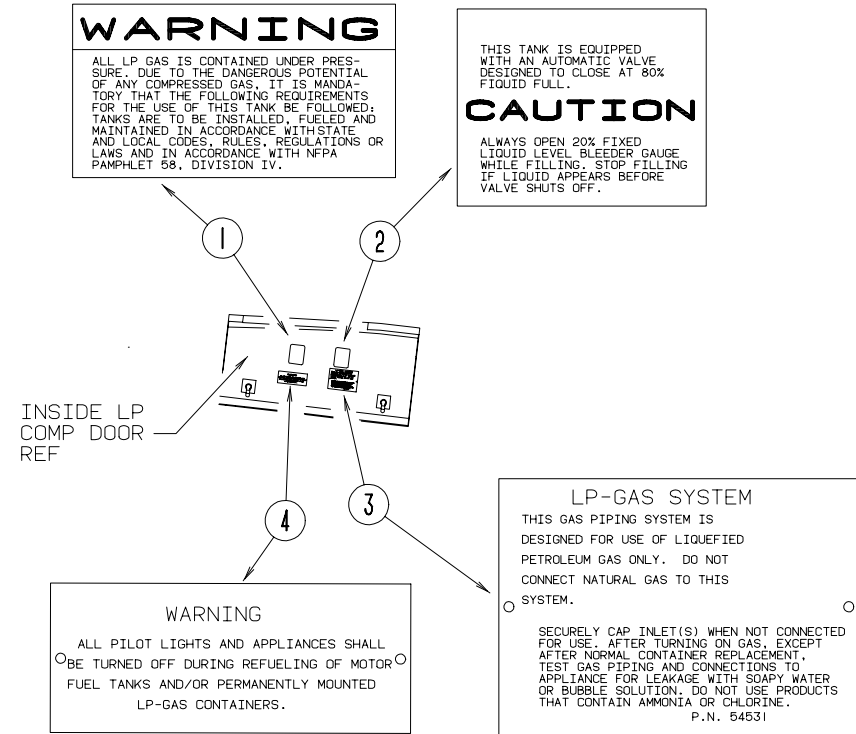 WARNING
ALL LP GAS IS CONTAINED UNDER PRES-
SURE. DUE TO THE DANGEROUS POTENTIAL
OF ANY COMPRESSED GAS, IT IS MANDA-
TORY THAT THE FOLLOWING REQUIREMENTS
FOR THE USE OF THIS TANK BE FOLLOWED:
TANKS ARE TO BE INSTALLED, FUELED AND
MAINTAINED IN ACCORDANCE WITH STATE
AND LOCAL CODES, RULES, REGULATIONS OR
LAWS AND IN ACCORDANCE WITH NFPA
PAMPHLET 58, DIVISION IV.
THIS TANK IS EQUIPPED
WITH AN AUTOMATIC VALVE
DESIGNED TO CLOSE AT 80%
FIQUID FULL.
CAUTION
ALWAYS OPEN 20% FIXED
LIQUID LEVEL BLEEDER GAUGE
WHILE FILLING. STOP FILLING
IF LIQUID APPEARS BEFORE
VALVE SHUTS OFF.
1
2
INSIDE LP
COMP DOOR
REF
4
3
WARNING
ALL PILOT LIGHTS AND APPLIANCES SHALL
BE TURNED OFF DURING REFUELING OF MOTOR
FUEL TANKS AND/OR PERMANENTLY MOUNTED
LP-GAS CONTAINERS.
LP-GAS SYSTEM
THIS GAS PIPING SYSTEM IS
DESIGNED FOR USE OF LIQUEFIED
PETROLEUM GAS ONLY. DO NOT
CONNECT NATURAL GAS TO THIS
SYSTEM.
SECURELY CAP INLET(S) WHEN NOT CONNECTED
FOR USE. AFTER TURNING ON GAS, EXCEPT
AFTER NORMAL CONTAINER REPLACEMENT,
TEST GAS PIPING AND CONNECTIONS TO
APPLIANCE FOR LEAKAGE WITH SOAPY WATER
OR BUBBLE SOLUTION. DO NOT USE PRODUCTS
THAT CONTAIN AMMONIA OR CHLORINE.
P.N. 54531